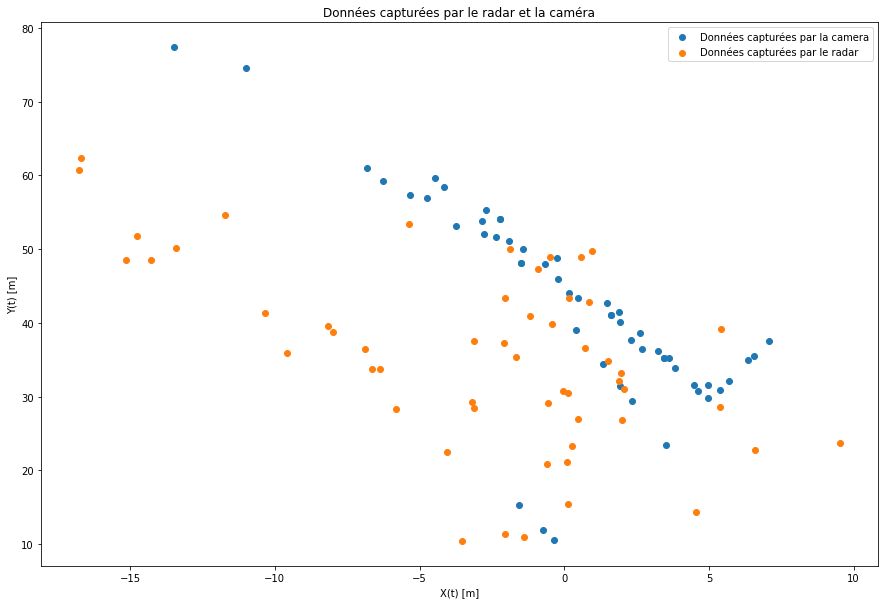 Données capturées par le radar et la caméra
Données capturées par la camera
Données capturées par le radar
Y(t) [m]
80
70
60
50
40
30
20
10
−15
−10
−5
0
5
10
X(t) [m]